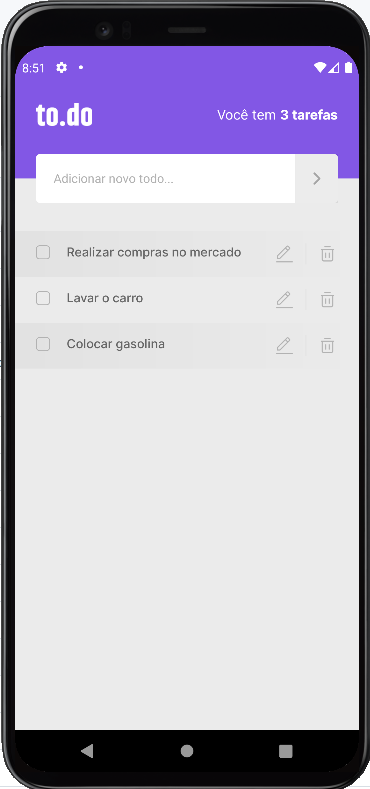 8:51
to.do
Você tem 3 tarefas
Adicionar novo todo...
Realizar compras no mercado
Lavar o carro
Colocar gasolina